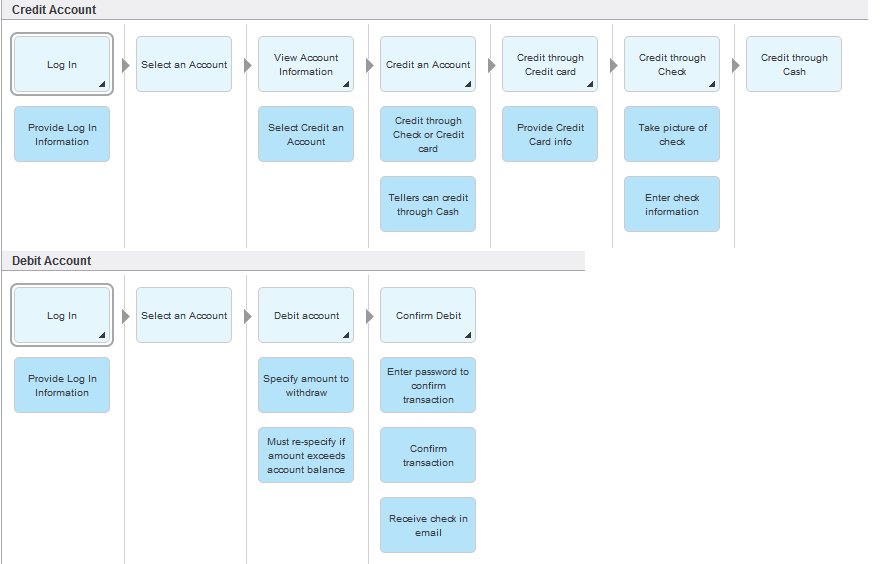 Credit Account
Log In
Select an Account
View Account
Information
Credit an Account
Credit through
Credit card
Credit through
Check
Credit through
Cash
Provide Log In
Information
Select Credit an
Account
Credit through
Check or Credit
card
Provide Credit
Card info
Take picture of
check
Tellers can credit
through Cash
Enter check
information
Debit Account
Log In
Select an Account
Debit account
Confirm Debit
Provide Log In
Information
Specify amount to
withdraw
Enter password to
confirm
transaction
Must re-specify if
amount exceeds
account balance
Confirm
transaction
Receive check in
email